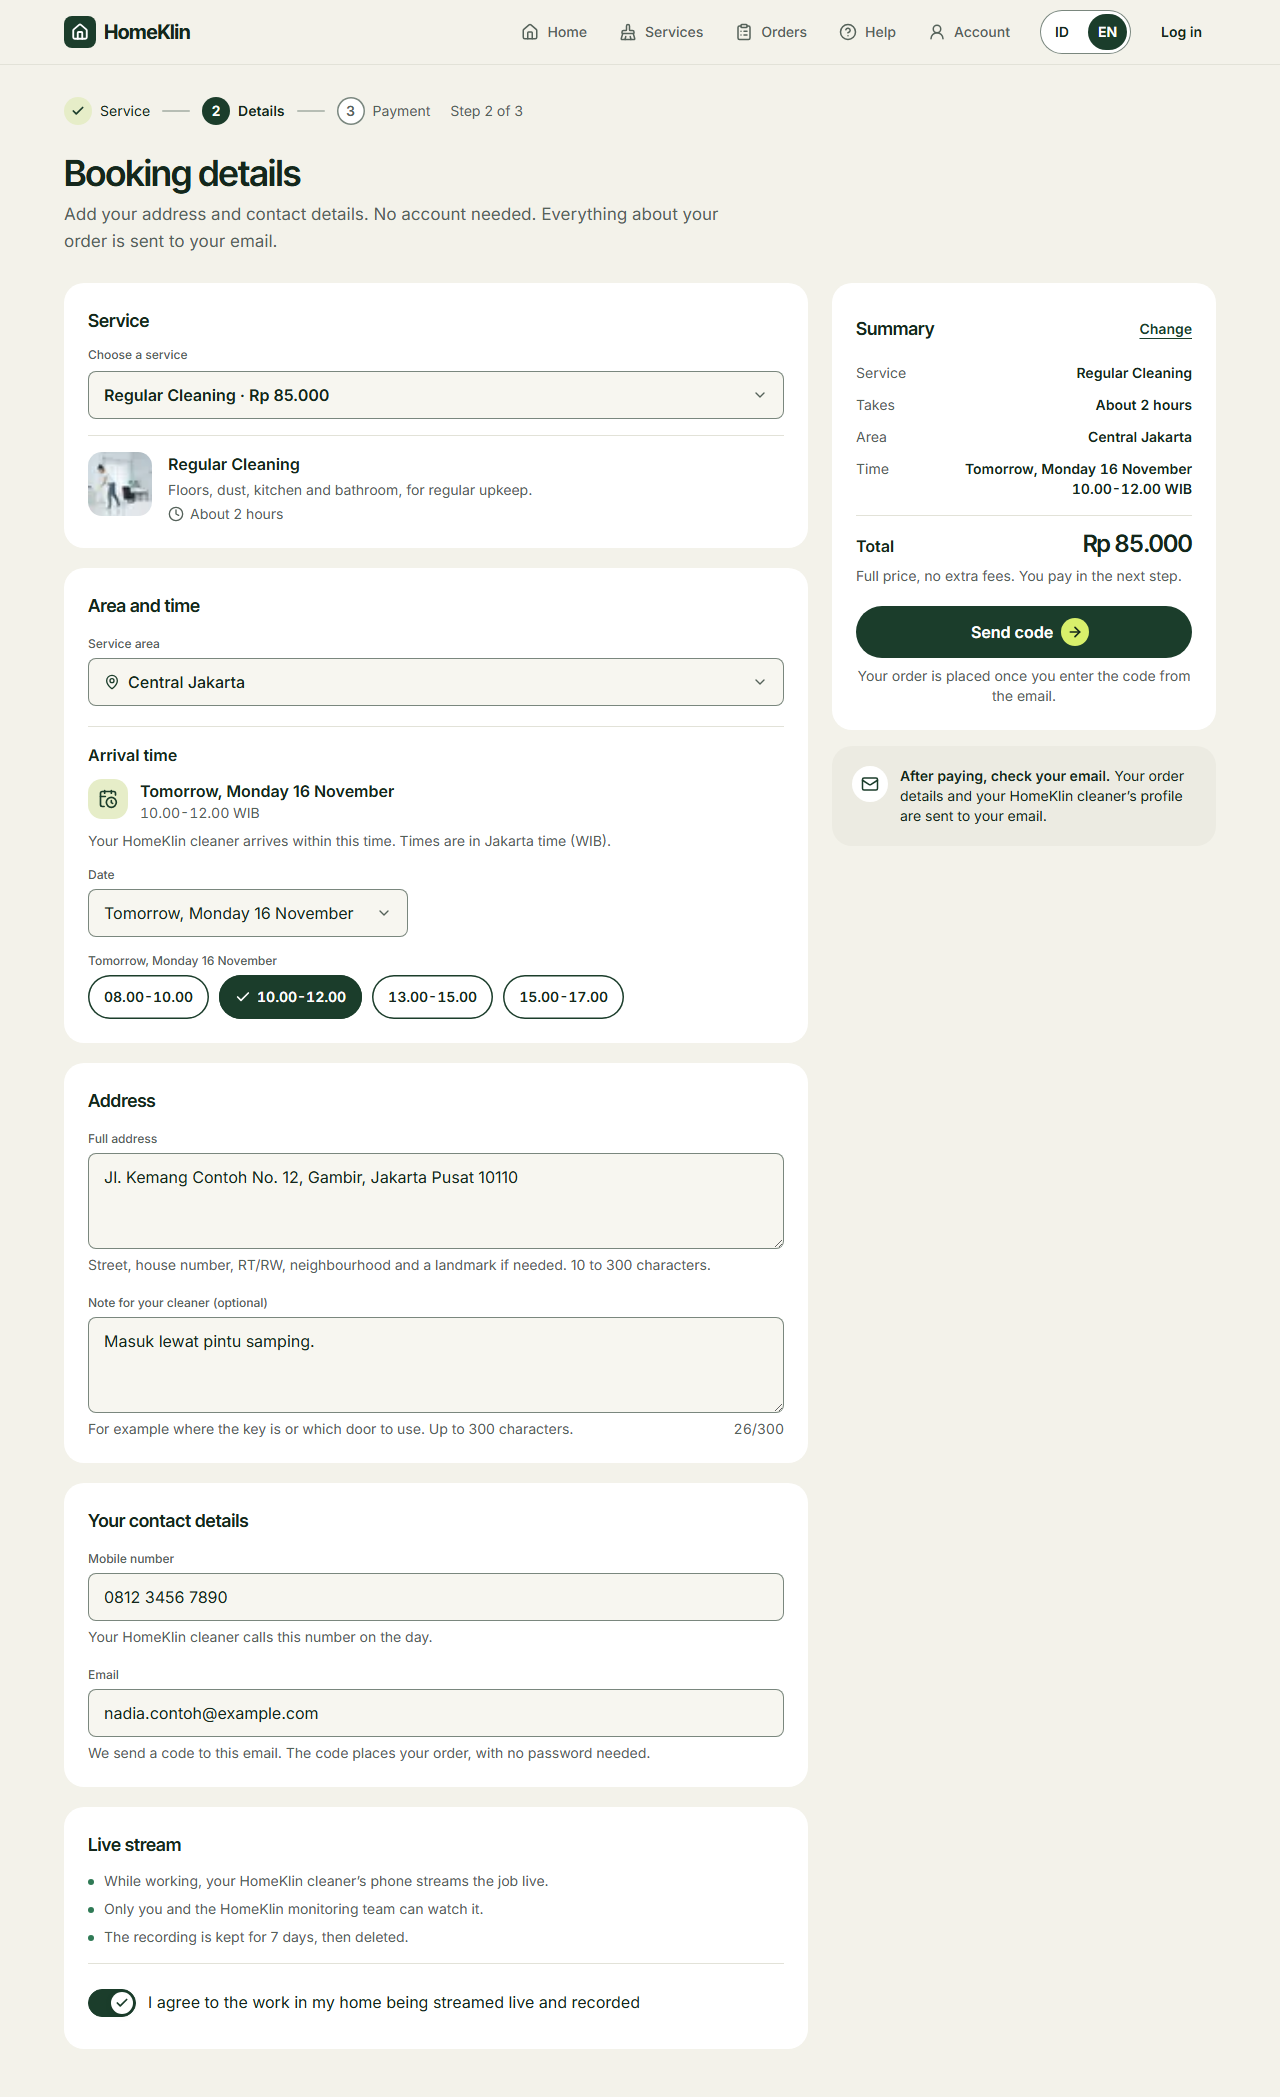 HomeKlin
Home
Services
Orders
Help
Account
ID
EN
Log in
Service
2
Details
3
Payment
Step 2 of 3
Booking details
Add your address and contact details. No account needed. Everything about your
order is sent to your email.
Service
Choose a service
Regular Cleaning · Rp 85.000
Regular Cleaning
Floors, dust, kitchen and bathroom, for regular upkeep.
About 2 hours
Area and time
Service area
Central Jakarta
Arrival time
Tomorrow, Monday 16 November
10.00-12.00 WIB
Your HomeKlin cleaner arrives within this time. Times are in Jakarta time (WIB).
Date
Tomorrow, Monday 16 November
Tomorrow, Monday 16 November
08.00-10.00
10.00-12.00
13.00-15.00
15.00-17.00
Address
Full address
Jl. Kemang Contoh No. 12, Gambir, Jakarta Pusat 10110
Street, house number, RT/RW, neighbourhood and a landmark if needed. 10 to 300 characters.
Note for your cleaner (optional)
Masuk lewat pintu samping.
For example where the key is or which door to use. Up to 300 characters.
26/300
Your contact details
Mobile number
0812 3456 7890
Your HomeKlin cleaner calls this number on the day.
Email
nadia.contoh@example.com
We send a code to this email. The code places your order, with no password needed.
Live stream
While working, your HomeKlin cleaner’s phone streams the job live.
Only you and the HomeKlin monitoring team can watch it.
The recording is kept for 7 days, then deleted.
I agree to the work in my home being streamed live and recorded
Summary
Change
Service
Regular Cleaning
Takes
About 2 hours
Area
Central Jakarta
Time
Tomorrow, Monday 16 November
10.00-12.00 WIB
Total
Rp 85.000
Full price, no extra fees. You pay in the next step.
Send code
Your order is placed once you enter the code from
the email.
After paying, check your email. Your order
details and your HomeKlin cleaner’s profile
are sent to your email.